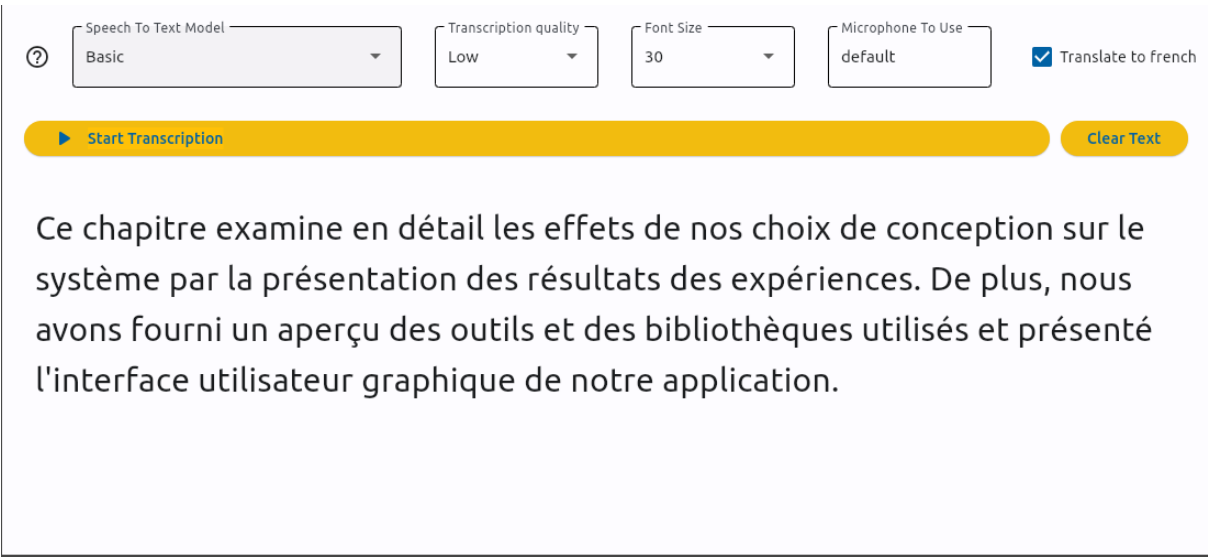 Speech To Text Model
Basic
Transcription quality
Low
Font Size
30
Microphone To Use
default
Translate to french
Start Transcription
Clear Text
Ce chapitre examine en détail les effets de nos choix de conception sur le
système par la présentation des résultats des expériences. De plus, nous
avons fourni un aperçu des outils et des bibliothèques utilisés et présenté
l'interface utilisateur graphique de notre application.